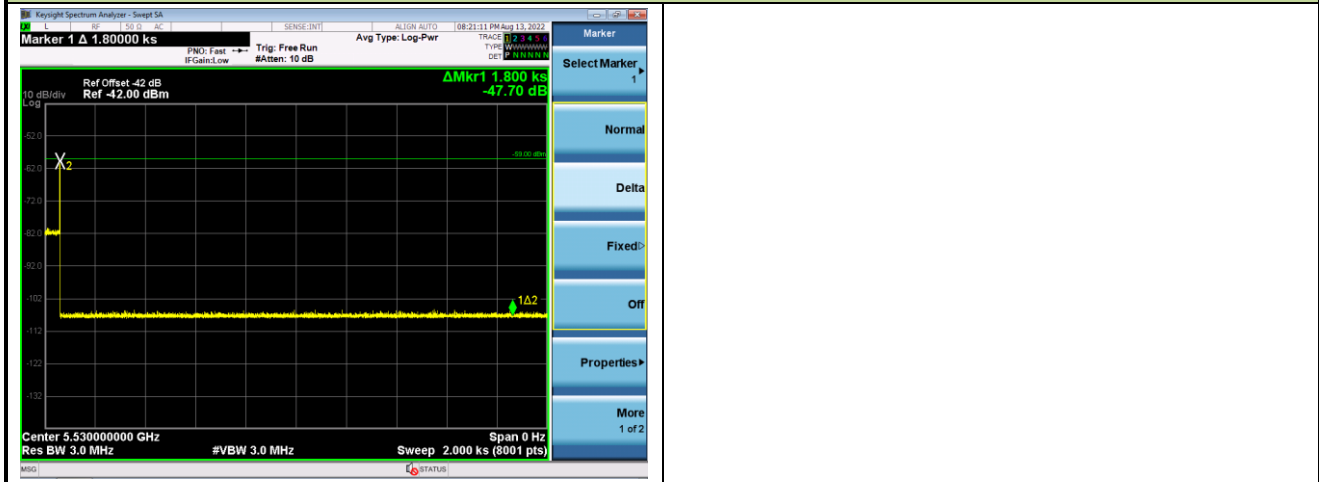 Keysight Spectrum Analyzer - Swept SA
L RF 50 Ω AC SENSE:INT ALIGN AUTO 08:21:11 PM Aug 13, 2022
Marker 1 Δ 1.80000 ks
Avg Type: Log-Pwr
TRACE 1 2 3 4 5 6
TYPE WWWWWW
DET P N N N N N
PNO: Fast
IFGain:Low
Trig: Free Run
#Atten: 10 dB
ΔMkr1 1.800 ks
-47.70 dB
Ref Offset -42 dB
Ref -42.00 dBm
10 dB/div
Log
-52.0
-59.00 dBm
2
-62.0
-72.0
-82.0
-92.0
-102
1Δ2
-112
-122
-132
Center 5.530000000 GHz
Span 0 Hz
Res BW 3.0 MHz
#VBW 3.0 MHz
Sweep 2.000 ks (8001 pts)
MSG
STATUS
Marker
Select Marker
1
Normal
Delta
Fixed
Off
Properties
More
1 of 2